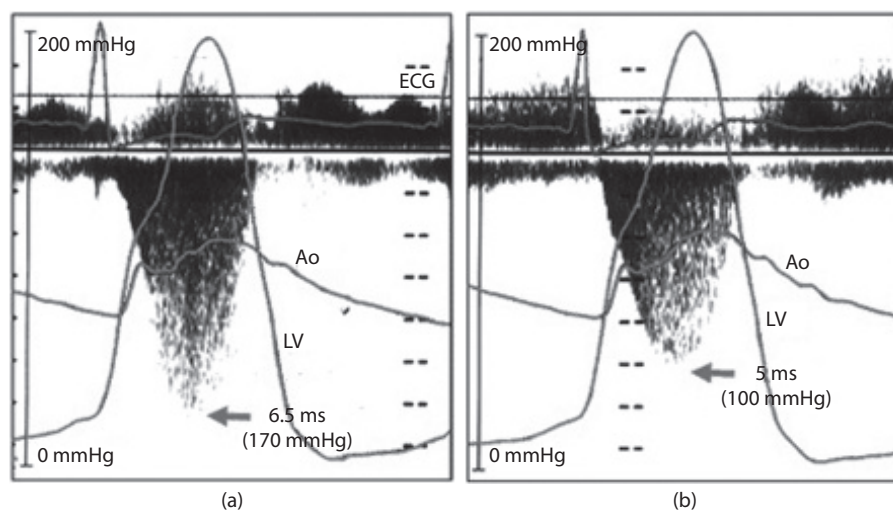 200 mmHg
ECG
Ao
LV
6.5 ms
(170 mmHg)
0 mmHg
(a)
200 mmHg
Ao
LV
5 ms
(100 mmHg)
0 mmHg
(b)